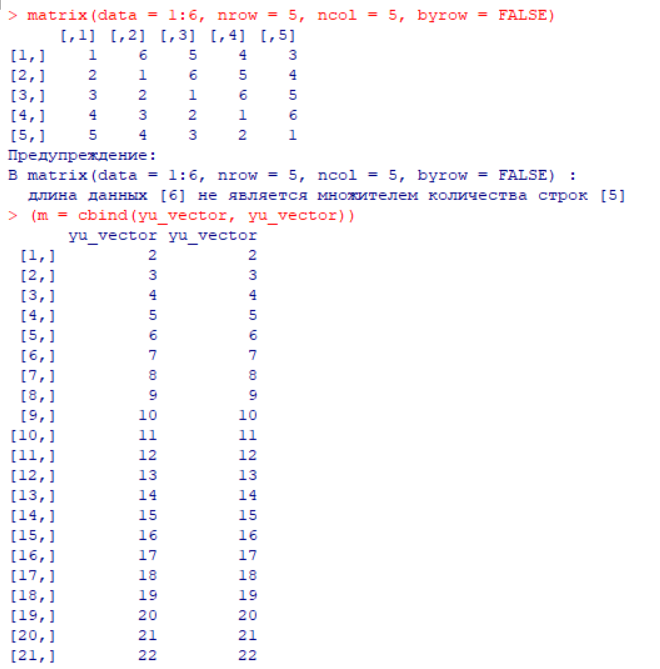 > matrix(data = 1:6, nrow = 5, ncol = 5, byrow = FALSE)
     [,1] [,2] [,3] [,4] [,5]
[1,]    1    6    5    4    3
[2,]    2    1    6    5    4
[3,]    3    2    1    6    5
[4,]    4    3    2    1    6
[5,]    5    4    3    2    1
Предупреждение:
В matrix(data = 1:6, nrow = 5, ncol = 5, byrow = FALSE) :
  длина данных [6] не является множителем количества строк [5]
> (m = cbind(yu_vector, yu_vector))
      yu_vector yu_vector
 [1,]         2         2
 [2,]         3         3
 [3,]         4         4
 [4,]         5         5
 [5,]         6         6
 [6,]         7         7
 [7,]         8         8
 [8,]         9         9
 [9,]        10        10
[10,]        11        11
[11,]        12        12
[12,]        13        13
[13,]        14        14
[14,]        15        15
[15,]        16        16
[16,]        17        17
[17,]        18        18
[18,]        19        19
[19,]        20        20
[20,]        21        21
[21,]        22        22